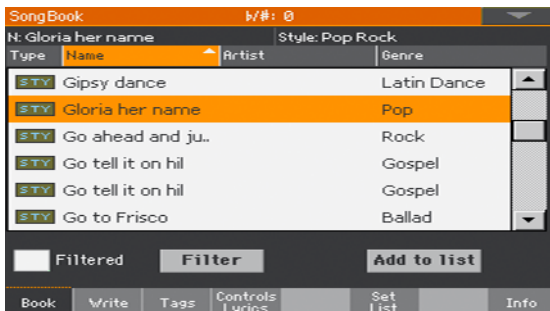 SongBook ♭/#: 0
N: Gloria her name Style: Pop Rock
Type Name Artist Genre
STY Gipsy dance Latin Dance
STY Gloria her name Pop
STY Go ahead and ju.. Rock
STY Go tell it on hil Gospel
STY Go tell it on hil Gospel
STY Go to Frisco Ballad
Filtered Filter Add to list
Book Write Tags Controls Lyrics Set List Info